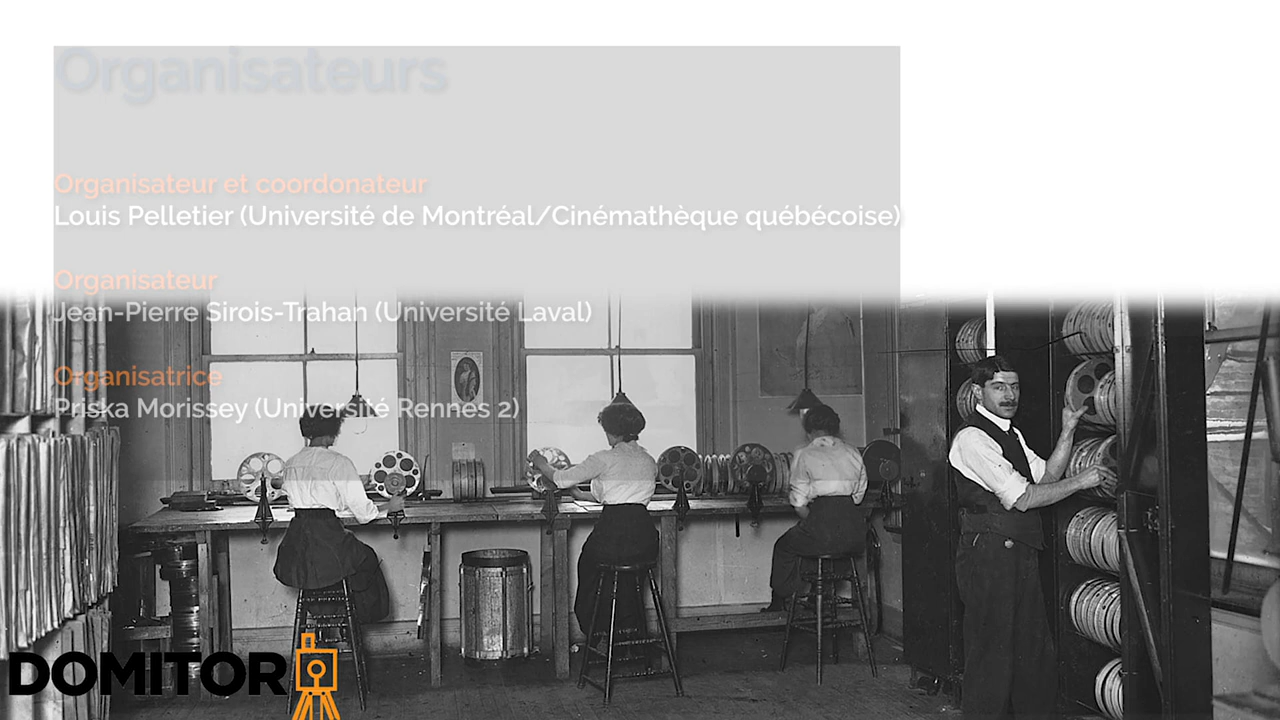 Organisateurs
Organisateur et coordonateur
Louis Pelletier (Université de Montréal/Cinémathèque québécoise)
Organisateur
Jean-Pierre Sirois-Trahan (Université Laval)
Organisatrice
Priska Morissey (Université Rennes 2)
DOMITOR